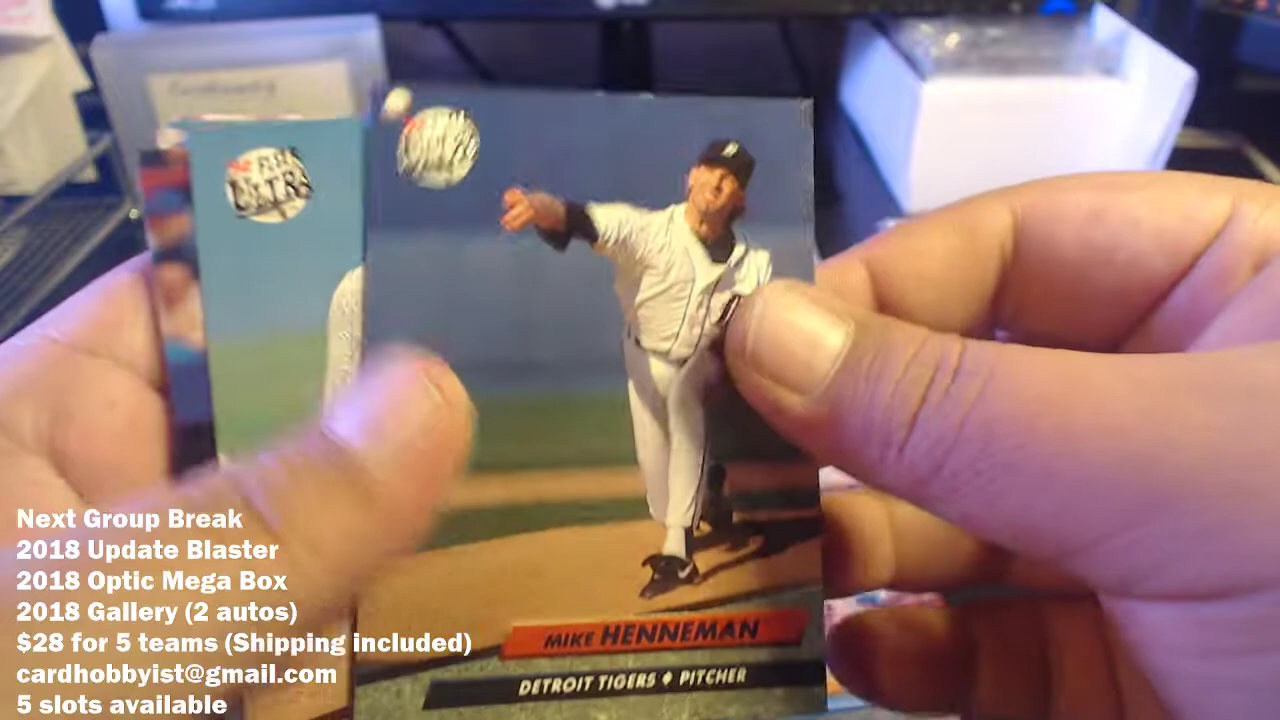 ULTRA
MIKE HENNEMAN
DETROIT TIGERS ♦ PITCHER
Next Group Break
2018 Update Blaster
2018 Optic Mega Box
2018 Gallery (2 autos)
$28 for 5 teams (Shipping included)
cardhobbyist@gmail.com
5 slots available